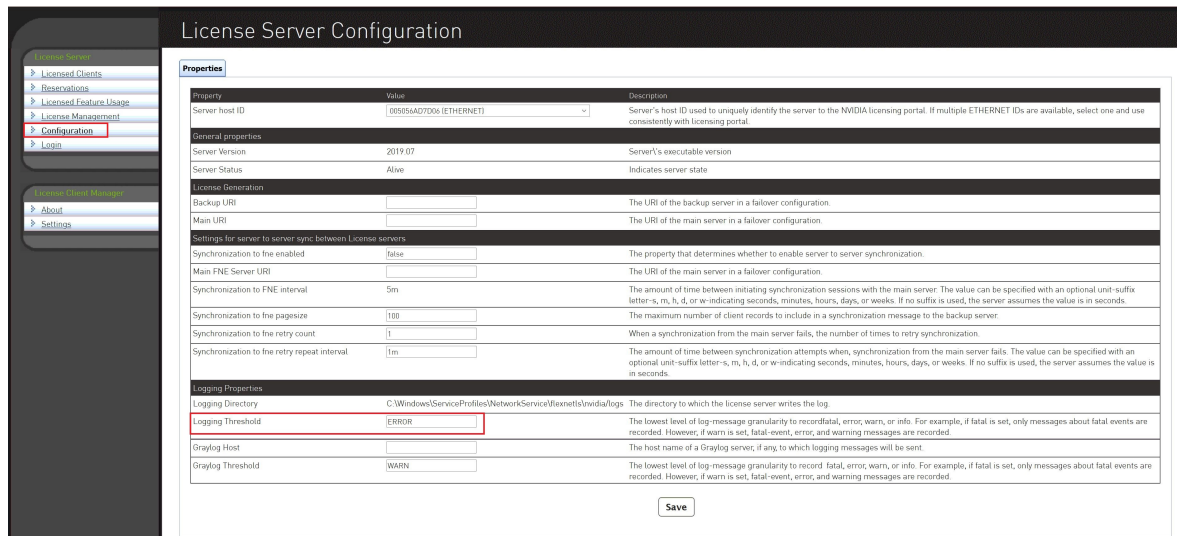 License Server Configuration
License Server
Licensed Clients
Reservations
Licensed Feature Usage
License Management
Configuration
Login
License Client Manager
About
Settings
Properties
Property Value Description
Server host ID 005056AD7D06 (ETHERNET) Server's host ID used to uniquely identify the server to the NVIDIA licensing portal. If multiple ETHERNET IDs are available, select one and use
consistently with licensing portal.
General properties
Server Version 2019.07 Server\'s executable version
Server Status Alive Indicates server state
License Generation
Backup URI The URI of the backup server in a failover configuration.
Main URI The URI of the main server in a failover configuration.
Settings for server to server sync between License servers
Synchronization to fne enabled false The property that determines whether to enable server to server synchronization.
Main FNE Server URI The URI of the main server in a failover configuration.
Synchronization to FNE interval 5m The amount of time between initiating synchronization sessions with the main server. The value can be specified with an optional unit-suffix
letter-s, m, h, d, or w-indicating seconds, minutes, hours, days, or weeks. If no suffix is used, the server assumes the value is in seconds.
Synchronization to fne pagesize 100 The maximum number of client records to include in a synchronization message to the backup server.
Synchronization to fne retry count 1 When a synchronization from the main server fails, the number of times to retry synchronization.
Synchronization to fne retry repeat interval 1m The amount of time between synchronization attempts when, synchronization from the main server fails. The value can be specified with an
optional unit-suffix letter-s, m, h, d, or w-indicating seconds, minutes, hours, days, or weeks. If no suffix is used, the server assumes the value is
in seconds.
Logging Properties
Logging Directory C:\Windows\ServiceProfiles\NetworkService\flexnetls\nvidia/logs The directory to which the license server writes the log.
Logging Threshold ERROR The lowest level of log-message granularity to recordfatal, error, warn, or info. For example, if fatal is set, only messages about fatal events are
recorded. However, if warn is set, fatal-event, error, and warning messages are recorded.
Graylog Host The host name of a Graylog server, if any, to which logging messages will be sent.
Graylog Threshold WARN The lowest level of log-message granularity to record fatal, error, warn, or info. For example, if fatal is set, only messages about fatal events are
recorded. However, if warn is set, fatal-event, error, and warning messages are recorded.
Save